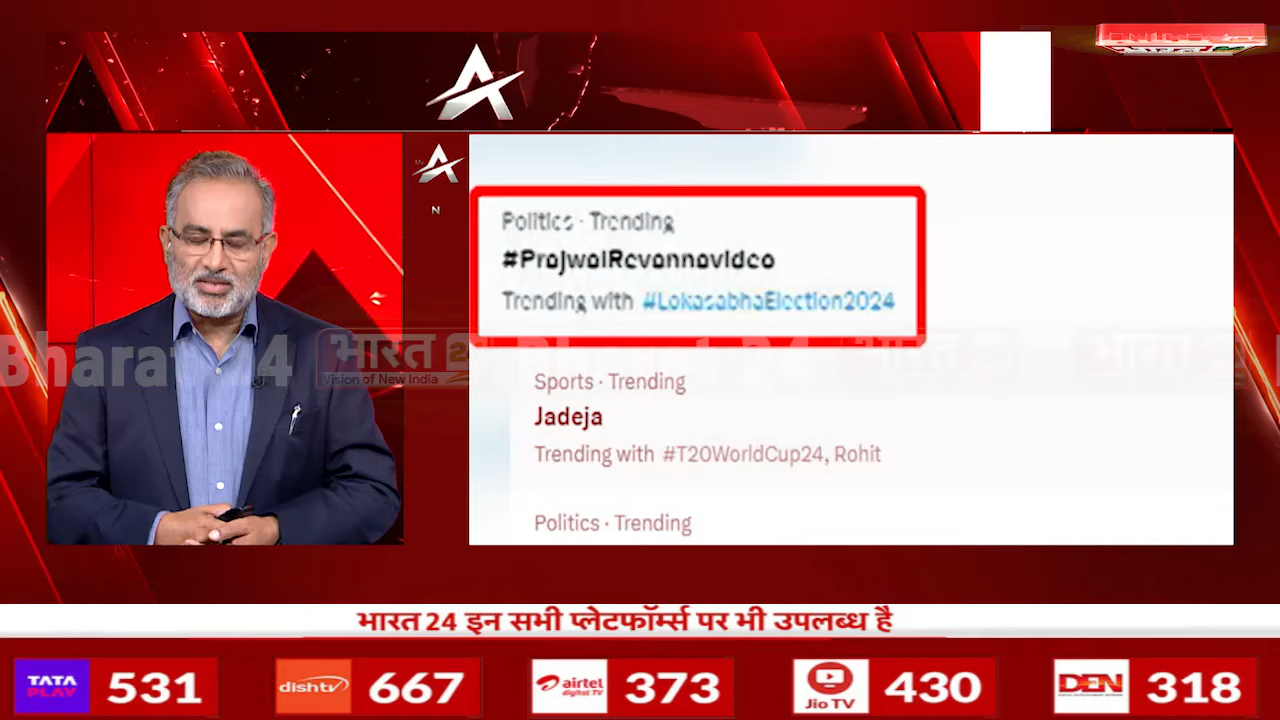 Politics · Trending
#PrajwalRevannavideo
Trending with #LokasabhaElection2024
Bharat 24
भारत 24
Vision of New India
Sports · Trending
Jadeja
Trending with #T20WorldCup24, Rohit
Politics · Trending
भारत 24 इन सभी प्लेटफॉर्म्स पर भी उपलब्ध है
TATA PLAY 531
dishtv 667
airtel digital TV 373
JioTV 430
DEN 318